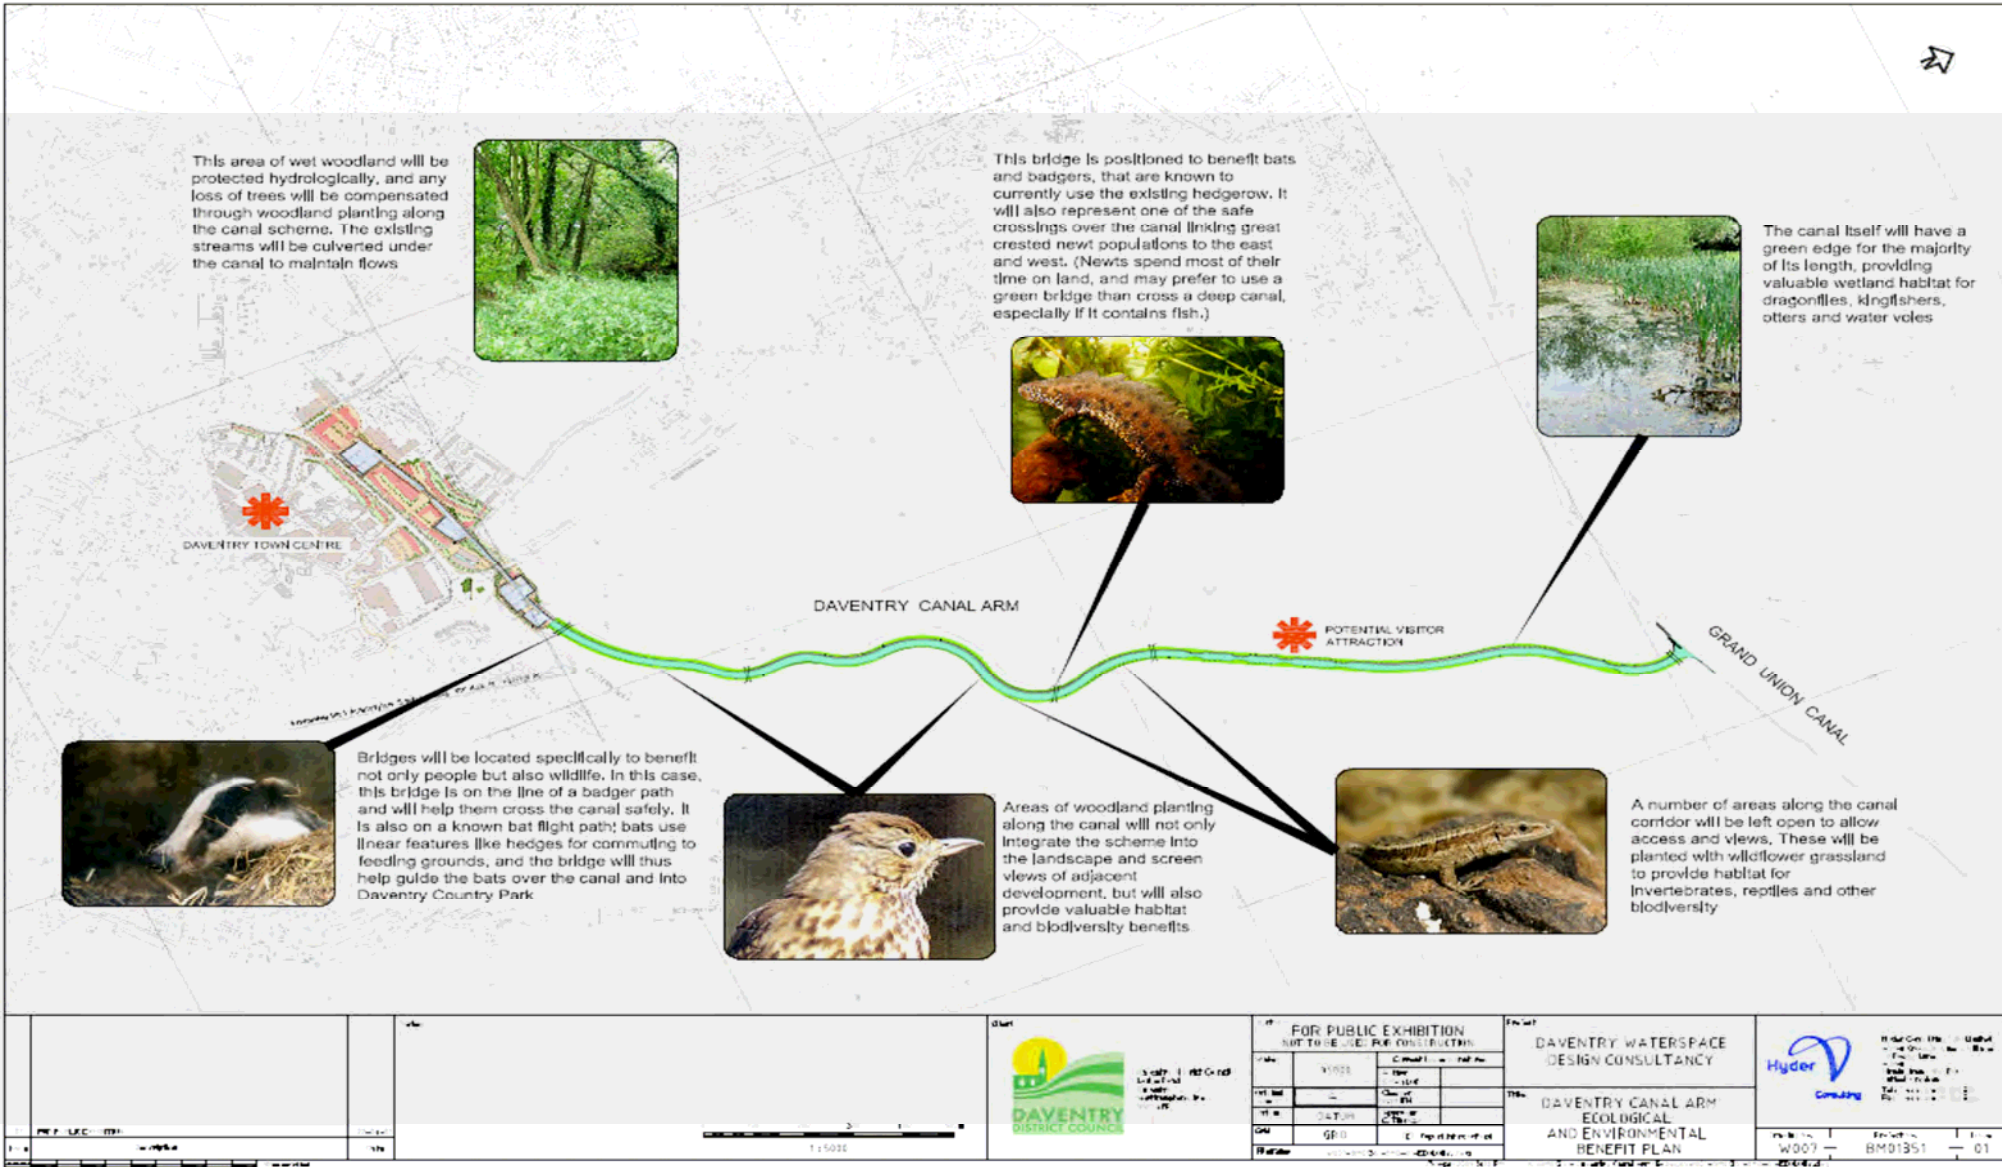 This area of wet woodland will be
protected hydrologically, and any
loss of trees will be compensated
through woodland planting along
the canal scheme. The existing
streams will be culverted under
the canal to maintain flows
This bridge is positioned to benefit bats
and badgers, that are known to
currently use the existing hedgerow. It
will also represent one of the safe
crossings over the canal linking great
crested newt populations to the east
and west. (Newts spend most of their
time on land, and may prefer to use a
green bridge than cross a deep canal,
especially if it contains fish.)
The canal itself will have a
green edge for the majority
of its length, providing
valuable wetland habitat for
dragonflies, kingfishers,
otters and water voles
DAVENTRY TOWN CENTRE
DAVENTRY CANAL ARM
POTENTIAL VISITOR
ATTRACTION
GRAND UNION CANAL
Bridges will be located specifically to benefit
not only people but also wildlife. In this case,
this bridge is on the line of a badger path
and will help them cross the canal safely. It
is also on a known bat flight path; bats use
linear features like hedges for commuting to
feeding grounds, and the bridge will thus
help guide the bats over the canal and into
Daventry Country Park
Areas of woodland planting
along the canal will not only
integrate the scheme into
the landscape and screen
views of adjacent
development, but will also
provide valuable habitat
and biodiversity benefits
A number of areas along the canal
corridor will be left open to allow
access and views. These will be
planted with wildflower grassland
to provide habitat for
invertebrates, reptiles and other
biodiversity
DAVENTRY
DISTRICT COUNCIL
FOR PUBLIC EXHIBITION
NOT TO BE USED FOR CONSTRUCTION
DATUM
DAVENTRY WATERSPACE
DESIGN CONSULTANCY
DAVENTRY CANAL ARM
ECOLOGICAL
AND ENVIRONMENTAL
BENEFIT PLAN
Hyder
Consulting
W007
BM01351
01